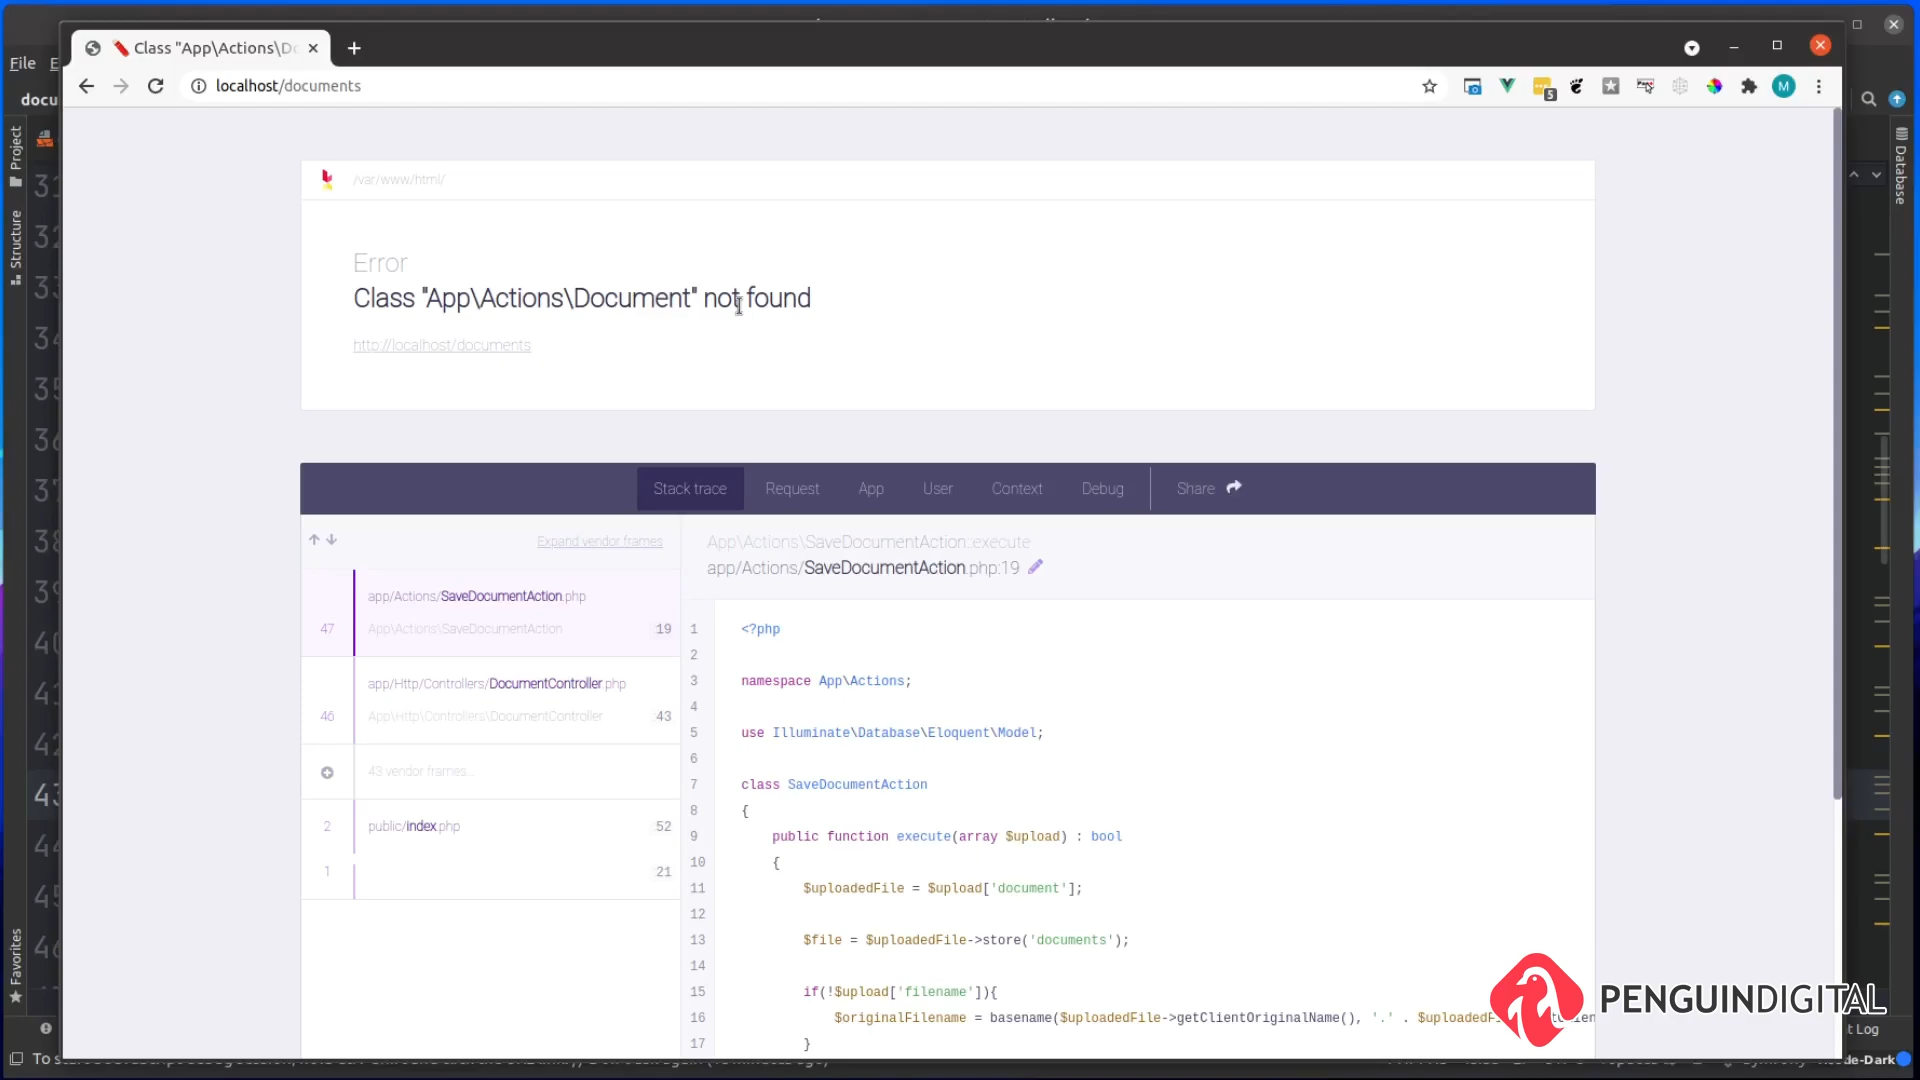 Class "App\Actions\Do
localhost/documents
File
docu
Project
Structure
Favorites
Database
5
M
/var/www/html/
Error
Class "App\Actions\Document" not found
http://localhost/documents
Stack trace
Request
App
User
Context
Debug
Share
Expand vendor frames
app/Actions/SaveDocumentAction.php
47
App\Actions\SaveDocumentAction
19
app/Http/Controllers/DocumentController.php
46
App\Http\Controllers\DocumentController
43
43 vendor frames...
2
public/index.php
52
1
21
App\Actions\SaveDocumentAction::execute
app/Actions/SaveDocumentAction.php:19
1 <?php
2
3 namespace App\Actions;
4
5 use Illuminate\Database\Eloquent\Model;
6
7 class SaveDocumentAction
8 {
9 public function execute(array $upload) : bool
10 {
11 $uploadedFile = $upload['document'];
12
13 $file = $uploadedFile->store('documents');
14
15 if(!$upload['filename']){
16 $originalFilename = basename($uploadedFile->getClientOriginalName(), '.' . $uploadedF
17 }
PENGUINDIGITAL
t Log
de-Dark